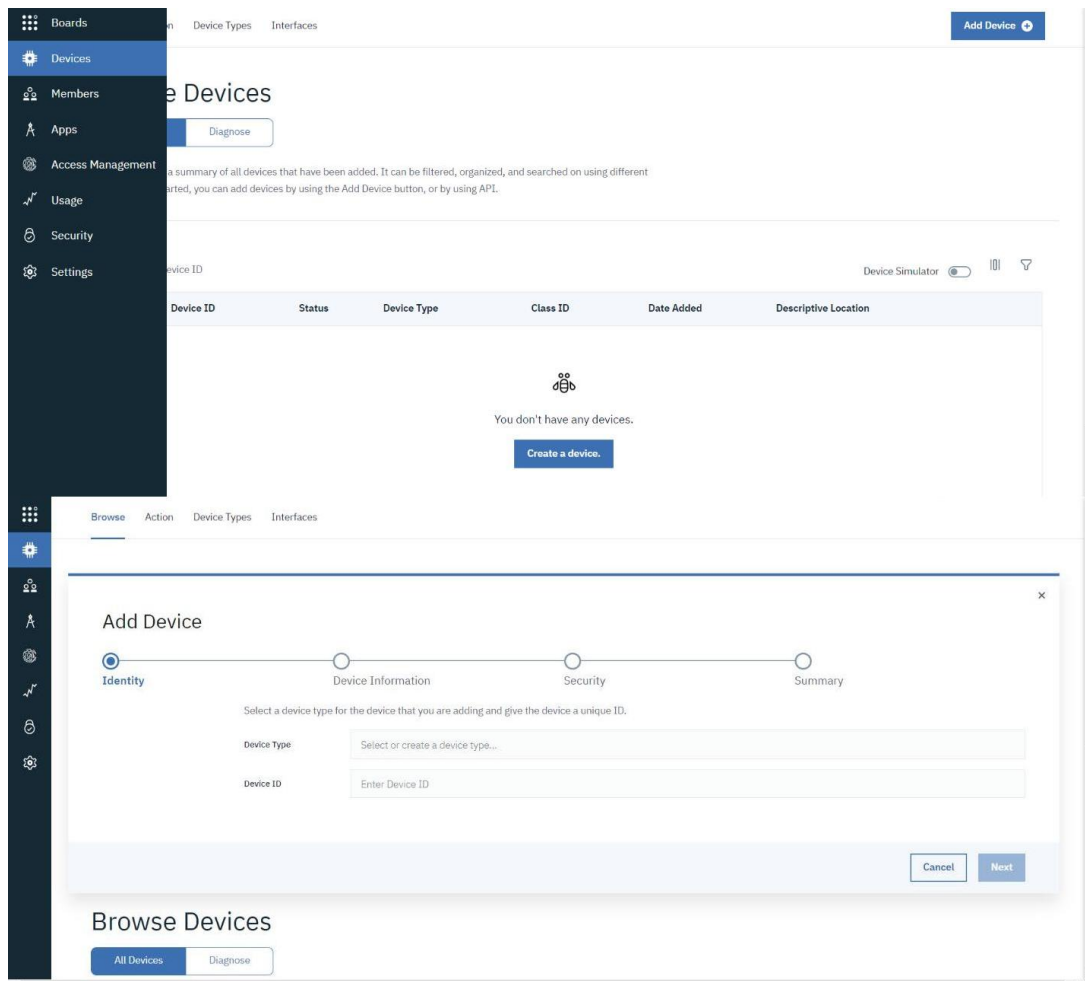 Boards
n Device Types Interfaces
Add Device
Devices
Members
e Devices
Apps
Diagnose
Access Management
a summary of all devices that have been added. It can be filtered, organized, and searched on using different
arted, you can add devices by using the Add Device button, or by using API.
Usage
Security
Settings
evice ID
Device Simulator
Device ID Status Device Type Class ID Date Added Descriptive Location
You don't have any devices.
Create a device.
Browse Action Device Types Interfaces
Add Device
Identity Device Information Security Summary
Select a device type for the device that you are adding and give the device a unique ID.
Device Type Select or create a device type...
Device ID Enter Device ID
Cancel Next
Browse Devices
All Devices Diagnose